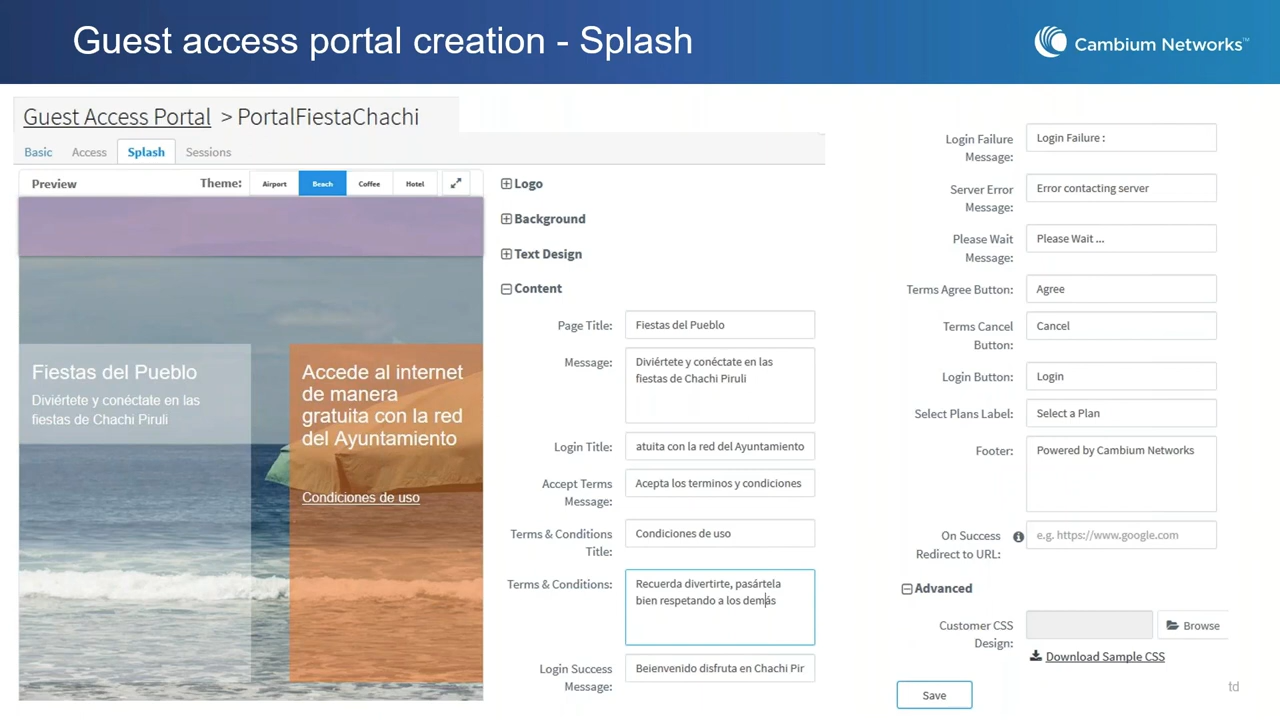 Guest access portal creation - Splash
Cambium Networks™
Guest Access Portal > PortalFiestaChachi
Basic Access Splash Sessions
Preview Theme: Airport Beach Coffee Hotel
Fiestas del Pueblo
Diviértete y conéctate en las
fiestas de Chachi Piruli
Accede al internet
de manera
gratuita con la red
del Ayuntamiento
Condiciones de uso
Logo
Background
Text Design
Content
Page Title: Fiestas del Pueblo
Message: Diviértete y conéctate en las
fiestas de Chachi Piruli
Login Title: atuita con la red del Ayuntamiento
Accept Terms
Message: Acepta los terminos y condiciones
Terms & Conditions
Title: Condiciones de uso
Terms & Conditions: Recuerda divertirte, pasártela
bien respetando a los demás
Login Success
Message: Beienvenido disfruta en Chachi Pir
Login Failure
Message: Login Failure :
Server Error
Message: Error contacting server
Please Wait
Message: Please Wait ...
Terms Agree Button: Agree
Terms Cancel
Button: Cancel
Login Button: Login
Select Plans Label: Select a Plan
Footer: Powered by Cambium Networks
On Success
Redirect to URL: e.g. https://www.google.com
Advanced
Customer CSS
Design: Browse
Download Sample CSS
Save
td